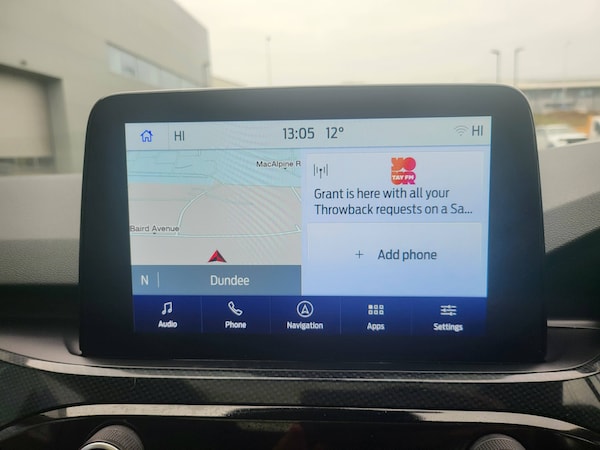 HI 13:05 12° HI
MacAlpine R
Baird Avenue
N Dundee
TAY FM
Grant is here with all your
Throwback requests on a Sa...
+ Add phone
Audio Phone Navigation Apps Settings